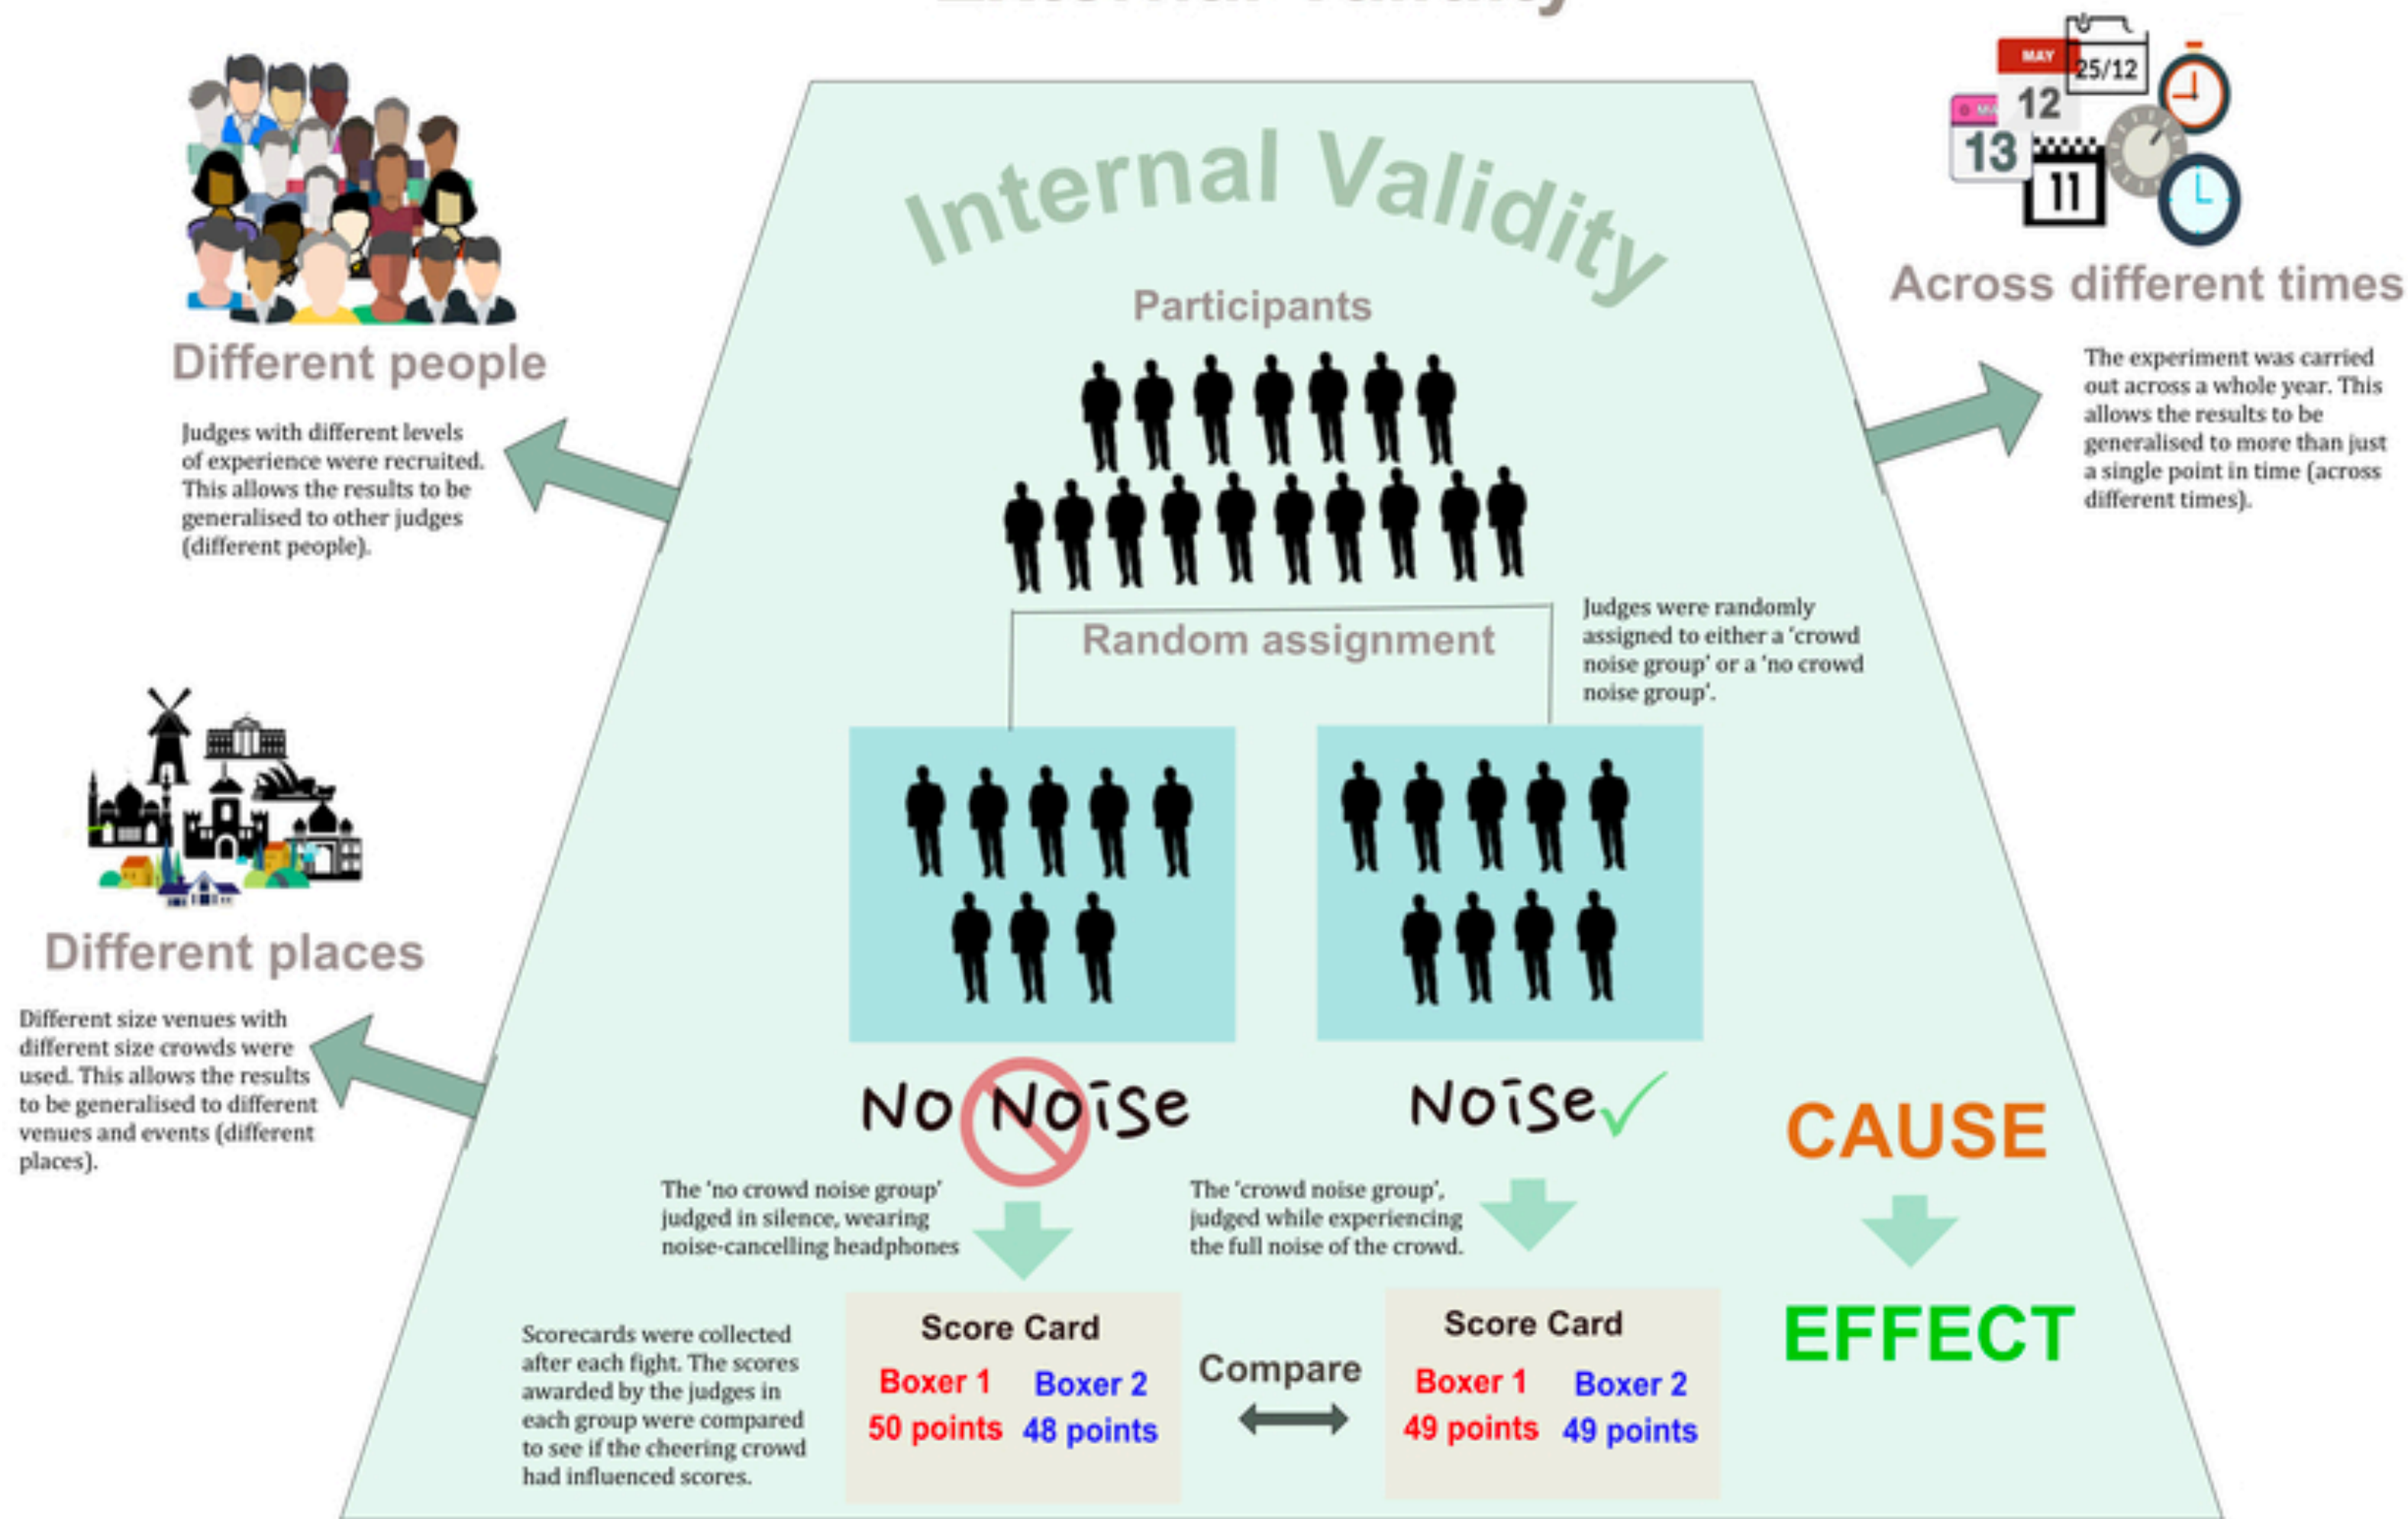 External Validity
MAY
25/12
12
13
11
Internal Validity
Across different times
The experiment was carried
out across a whole year. This
allows the results to be
generalised to more than just
a single point in time (across
different times).
Different people
Judges with different levels
of experience were recruited.
This allows the results to be
generalised to other judges
(different people).
Participants
Random assignment
Judges were randomly
assigned to either a ‘crowd
noise group’ or a ‘no crowd
noise group’.
Different places
Different size venues with
different size crowds were
used. This allows the results
to be generalised to different
venues and events (different
places).
No Noise
Noise
CAUSE
The ‘no crowd noise group’
judged in silence, wearing
noise-cancelling headphones
The ‘crowd noise group’,
judged while experiencing
the full noise of the crowd.
EFFECT
Scorecards were collected
after each fight. The scores
awarded by the judges in
each group were compared
to see if the cheering crowd
had influenced scores.
Score Card
Boxer 1 Boxer 2
50 points 48 points
Compare
Score Card
Boxer 1 Boxer 2
49 points 49 points